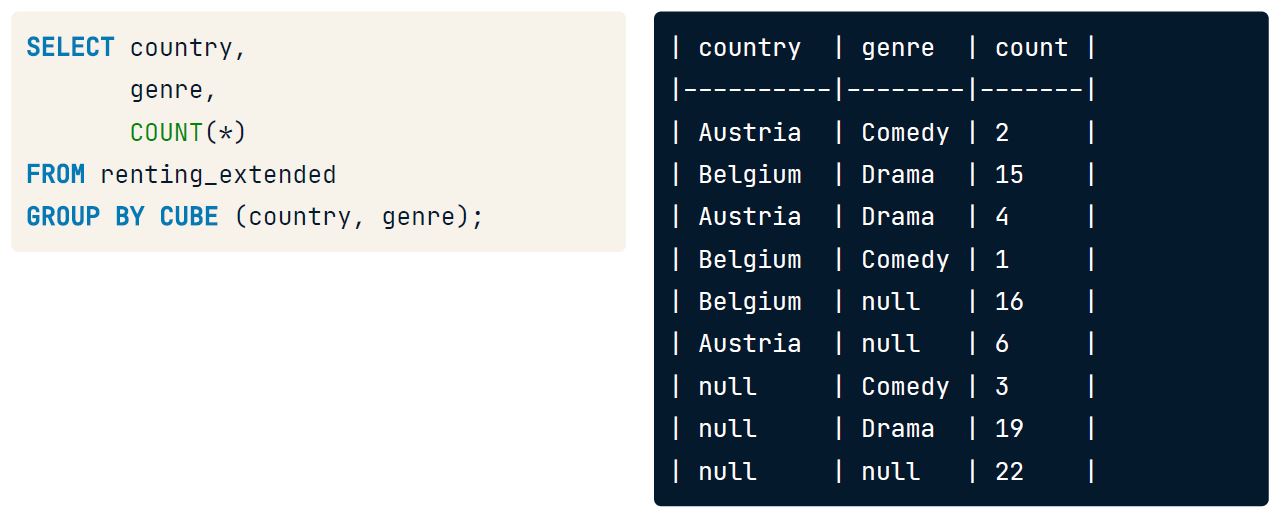 SELECT country,
       genre,
       COUNT(*)
FROM renting_extended
GROUP BY CUBE (country, genre);
| country  | genre  | count |
|----------|--------|-------|
| Austria  | Comedy | 2     |
| Belgium  | Drama  | 15    |
| Austria  | Drama  | 4     |
| Belgium  | Comedy | 1     |
| Belgium  | null   | 16    |
| Austria  | null   | 6     |
| null     | Comedy | 3     |
| null     | Drama  | 19    |
| null     | null   | 22    |